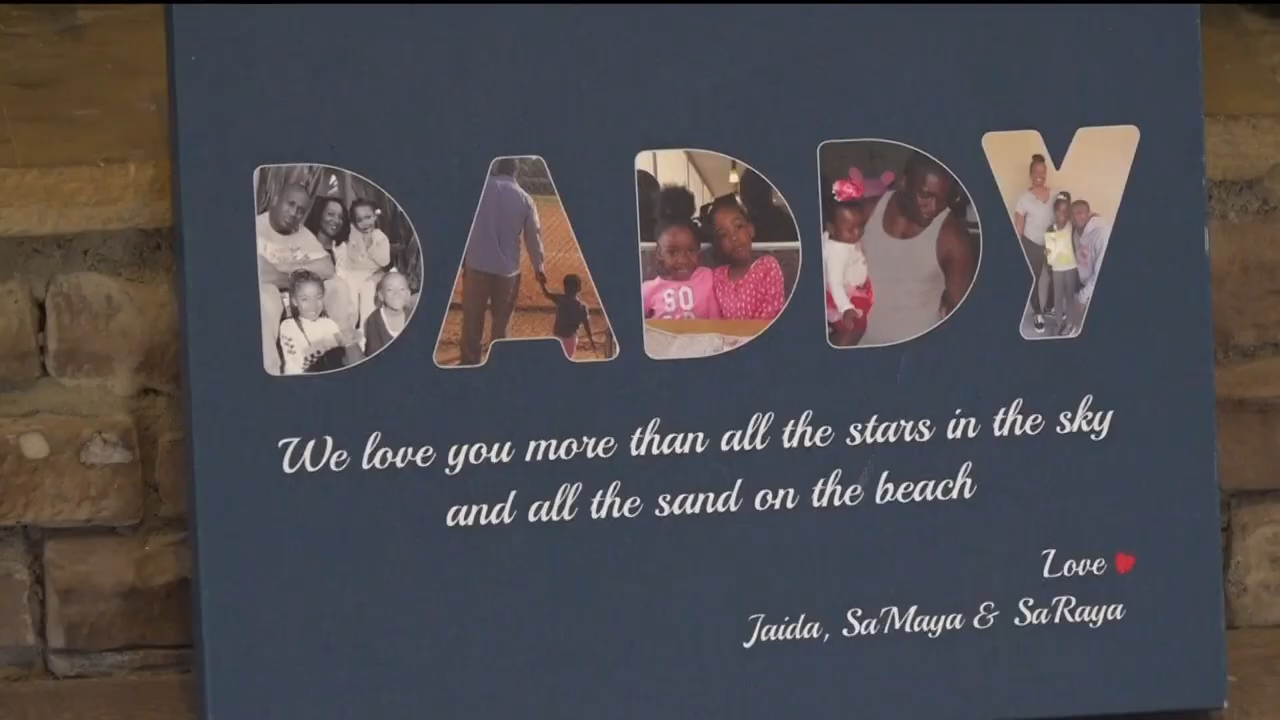 DADDY
SO
We love you more than all the stars in the sky
and all the sand on the beach
Love
Jaida, SaMaya & SaRaya